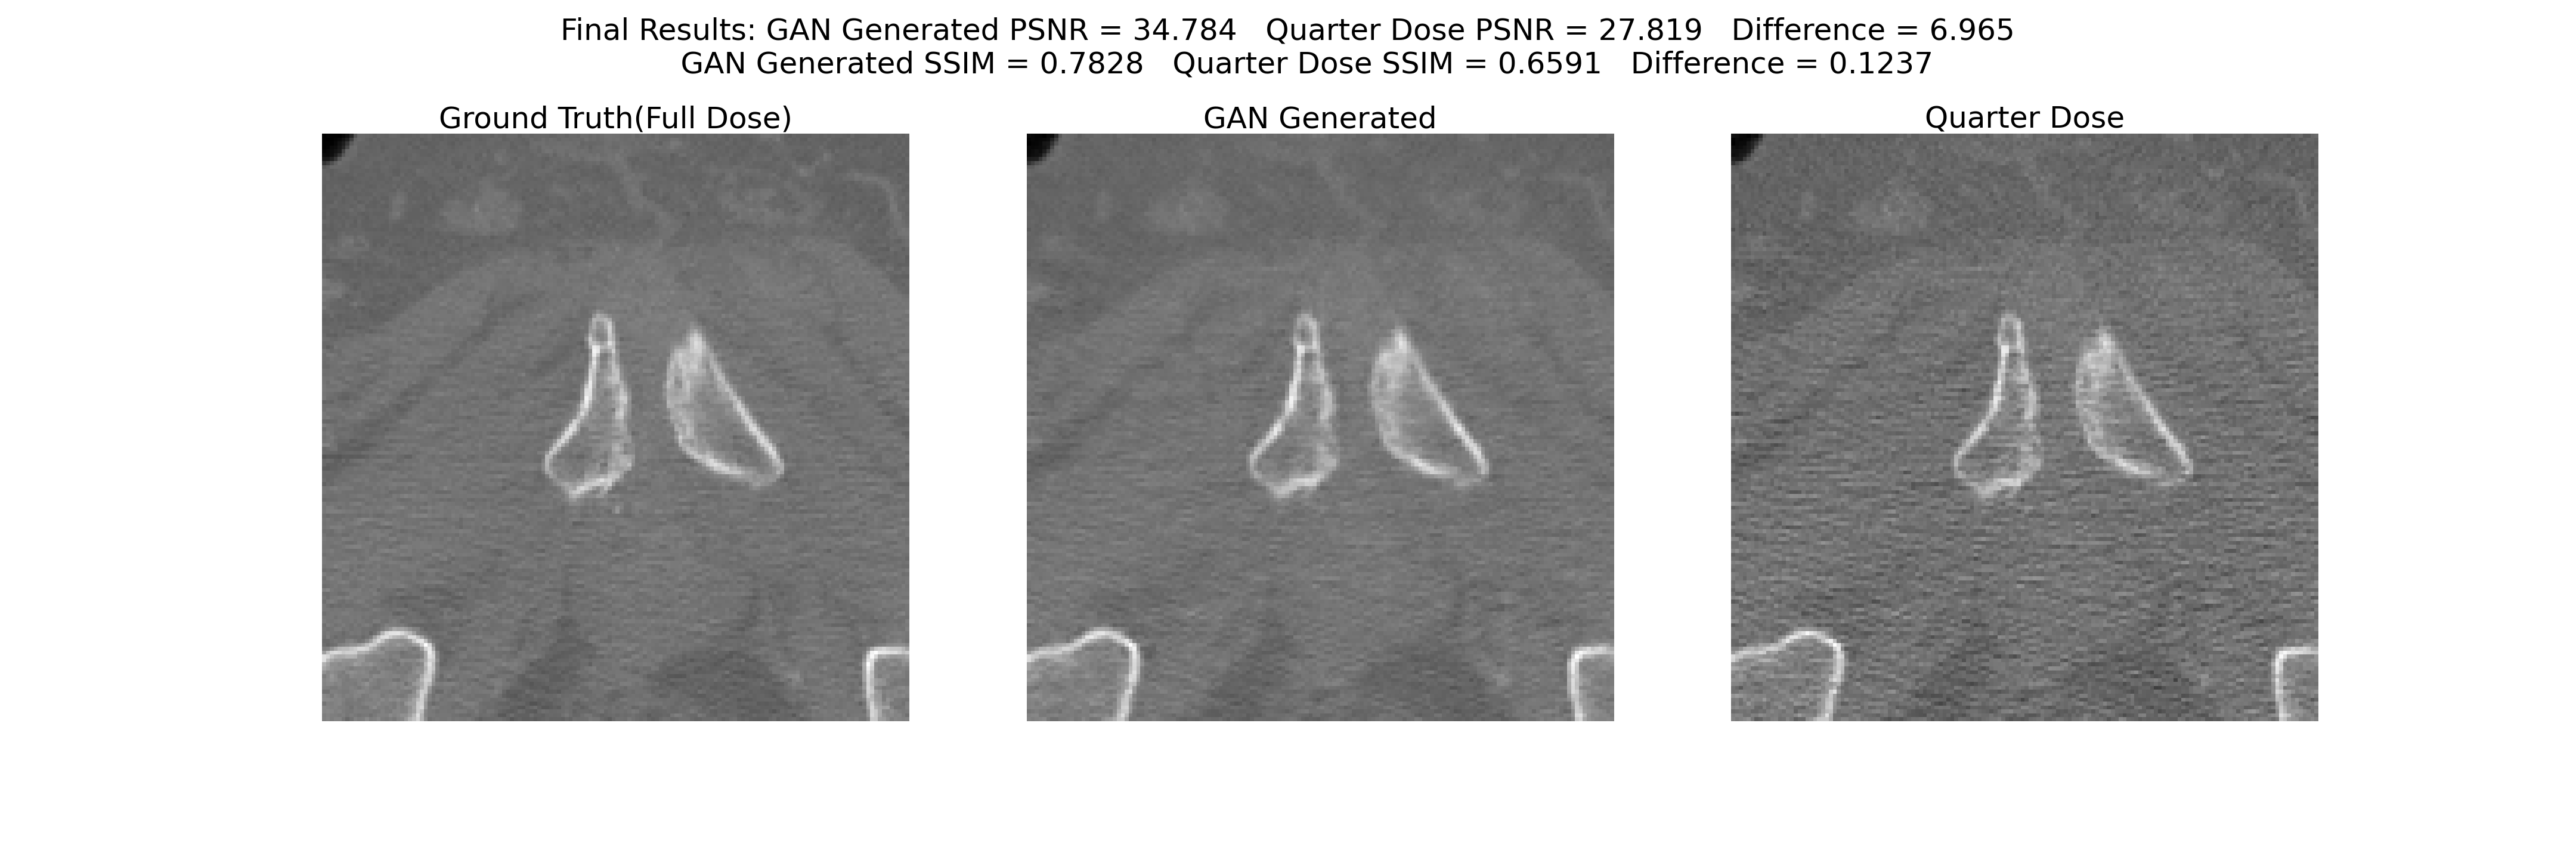 Final Results: GAN Generated PSNR = 34.784   Quarter Dose PSNR = 27.819   Difference = 6.965
GAN Generated SSIM = 0.7828   Quarter Dose SSIM = 0.6591   Difference = 0.1237
Ground Truth(Full Dose)
GAN Generated
Quarter Dose